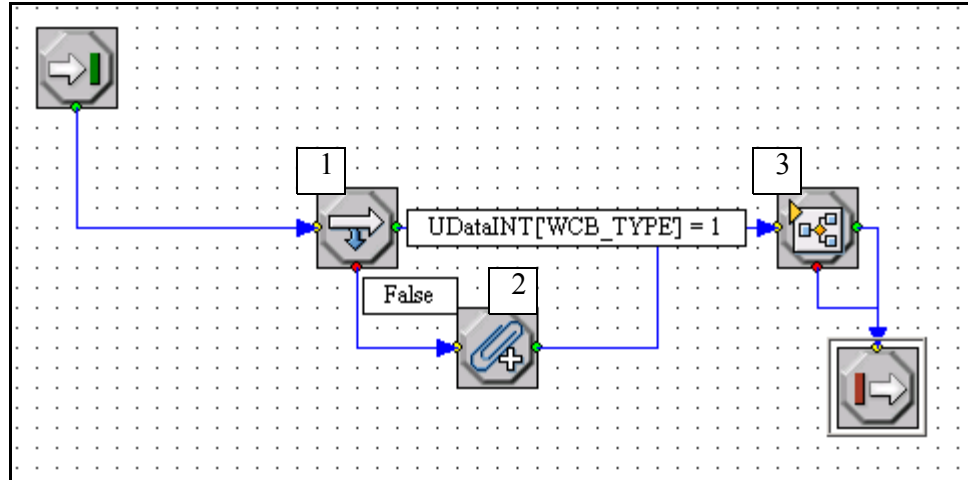 1
3
UDataINT[WCB_TYPE] = 1
False
2